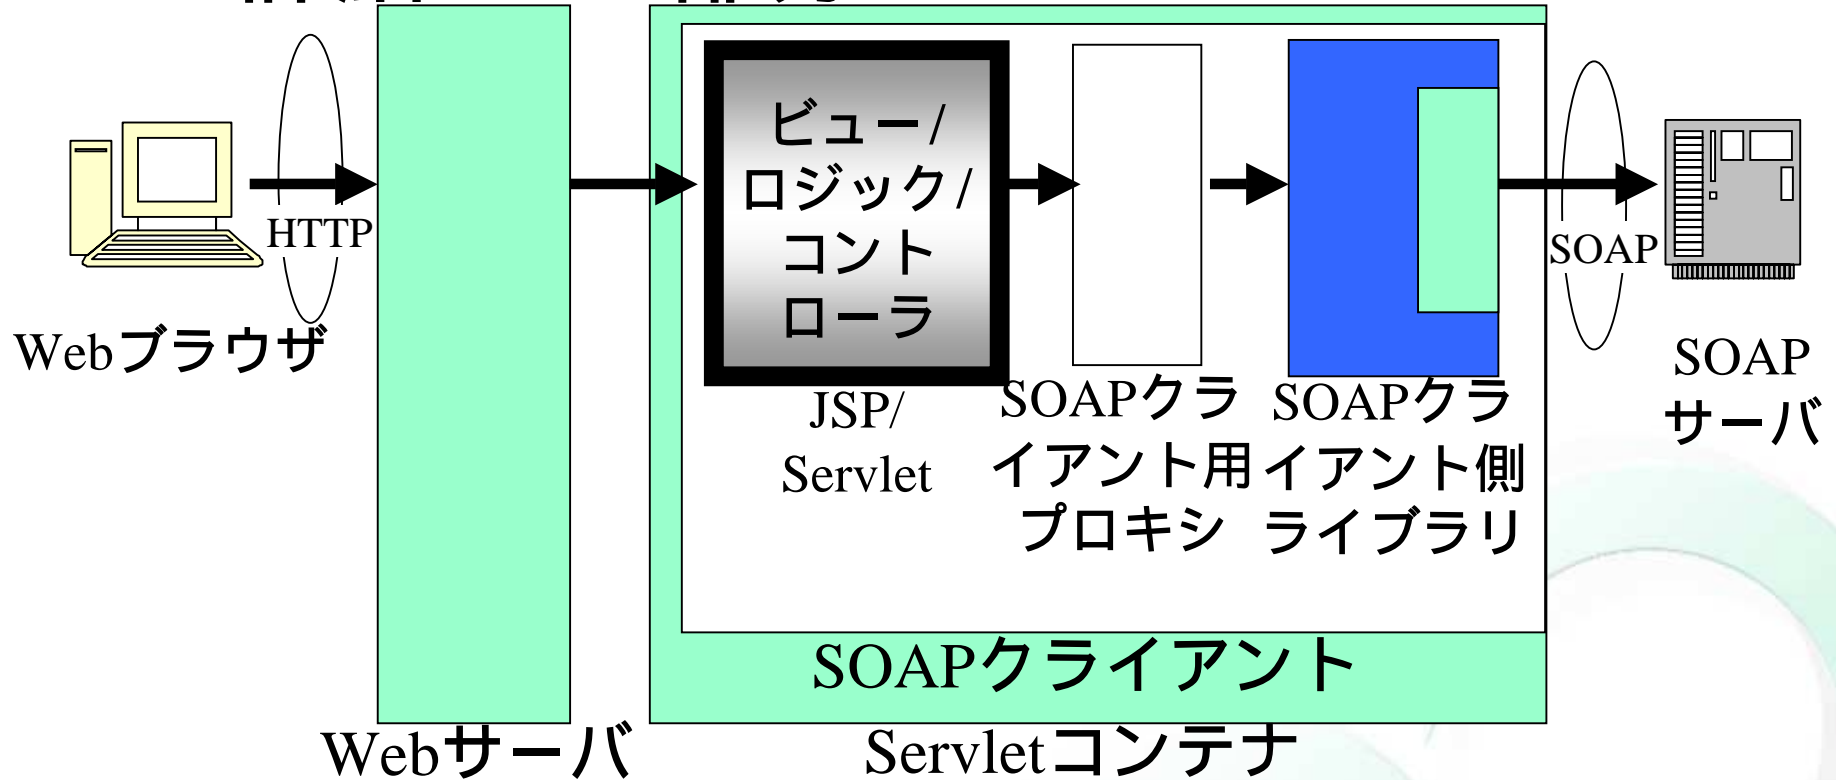 ビュー/
ロジック/
コント
ローラ
HTTP
SOAP
Webブラウザ
SOAP
サーバ
JSP/
Servlet
SOAPクラ
イアント用
プロキシ
SOAPクラ
イアント側
ライブラリ
SOAPクライアント
Webサーバ
Servletコンテナ